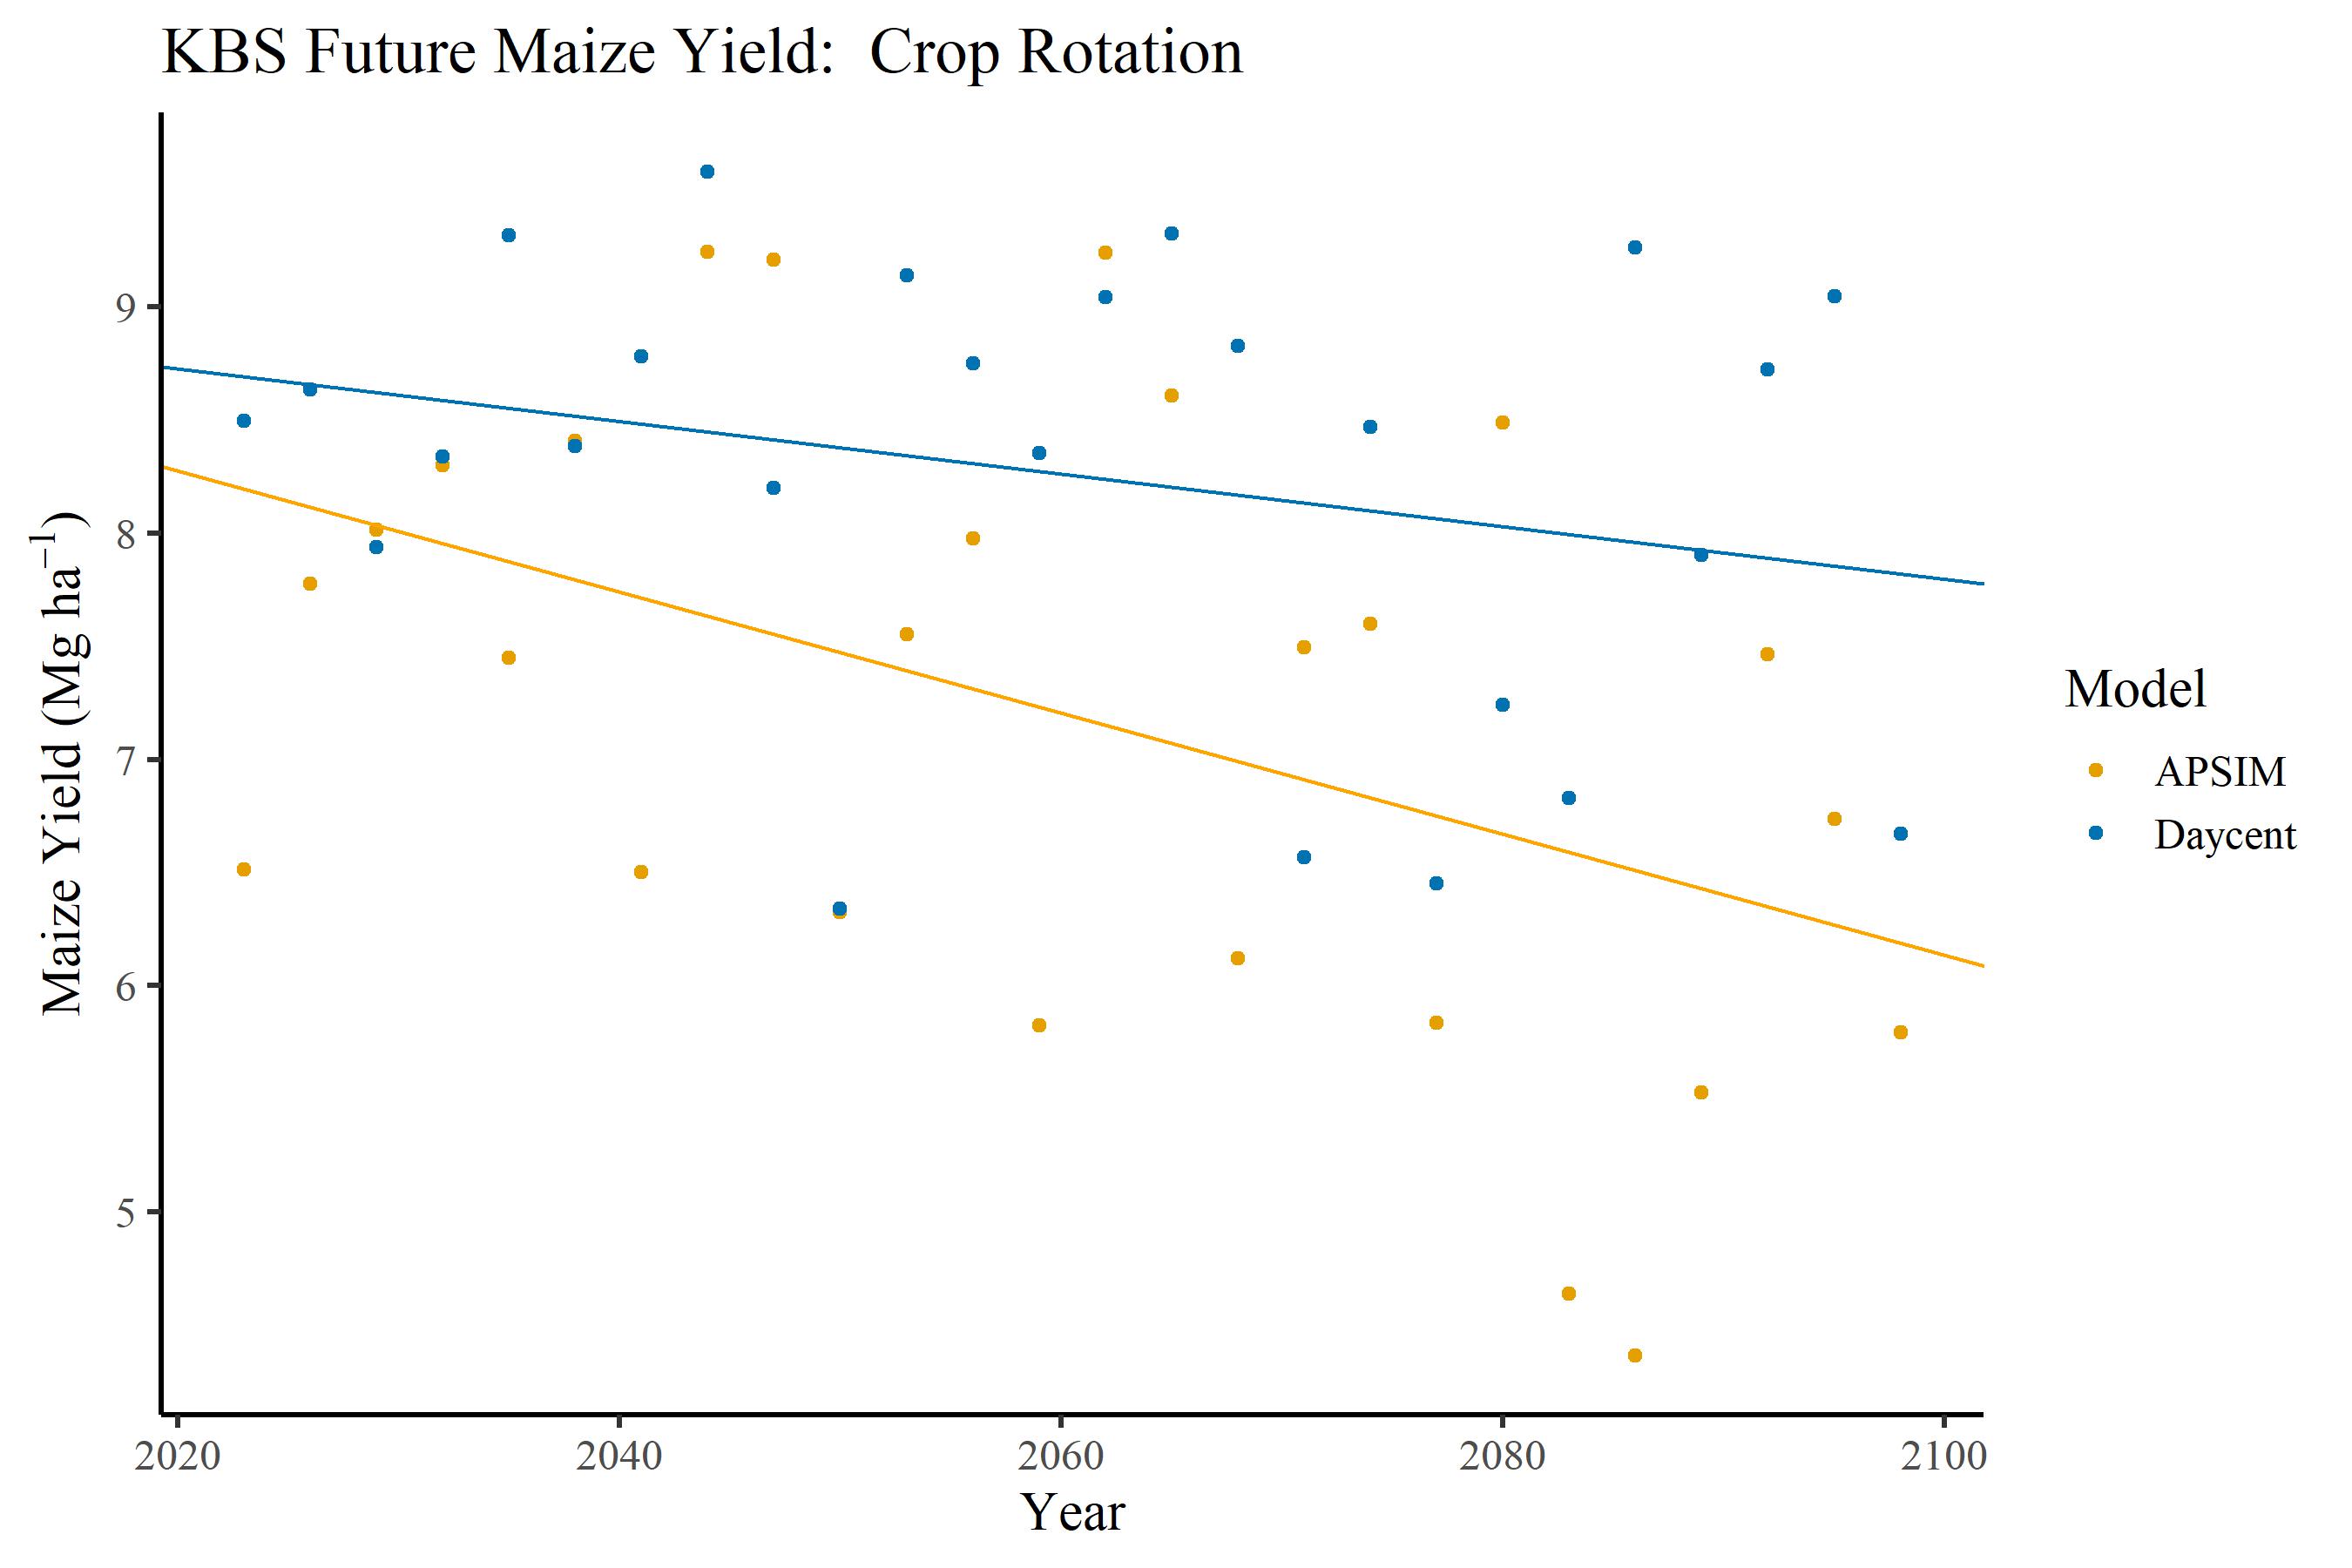 KBS Future Maize Yield:  Crop Rotation
Maize Yield (Mg ha⁻¹)
9
8
7
6
5
2020 2040 2060 2080 2100
Year
Model
APSIM
Daycent